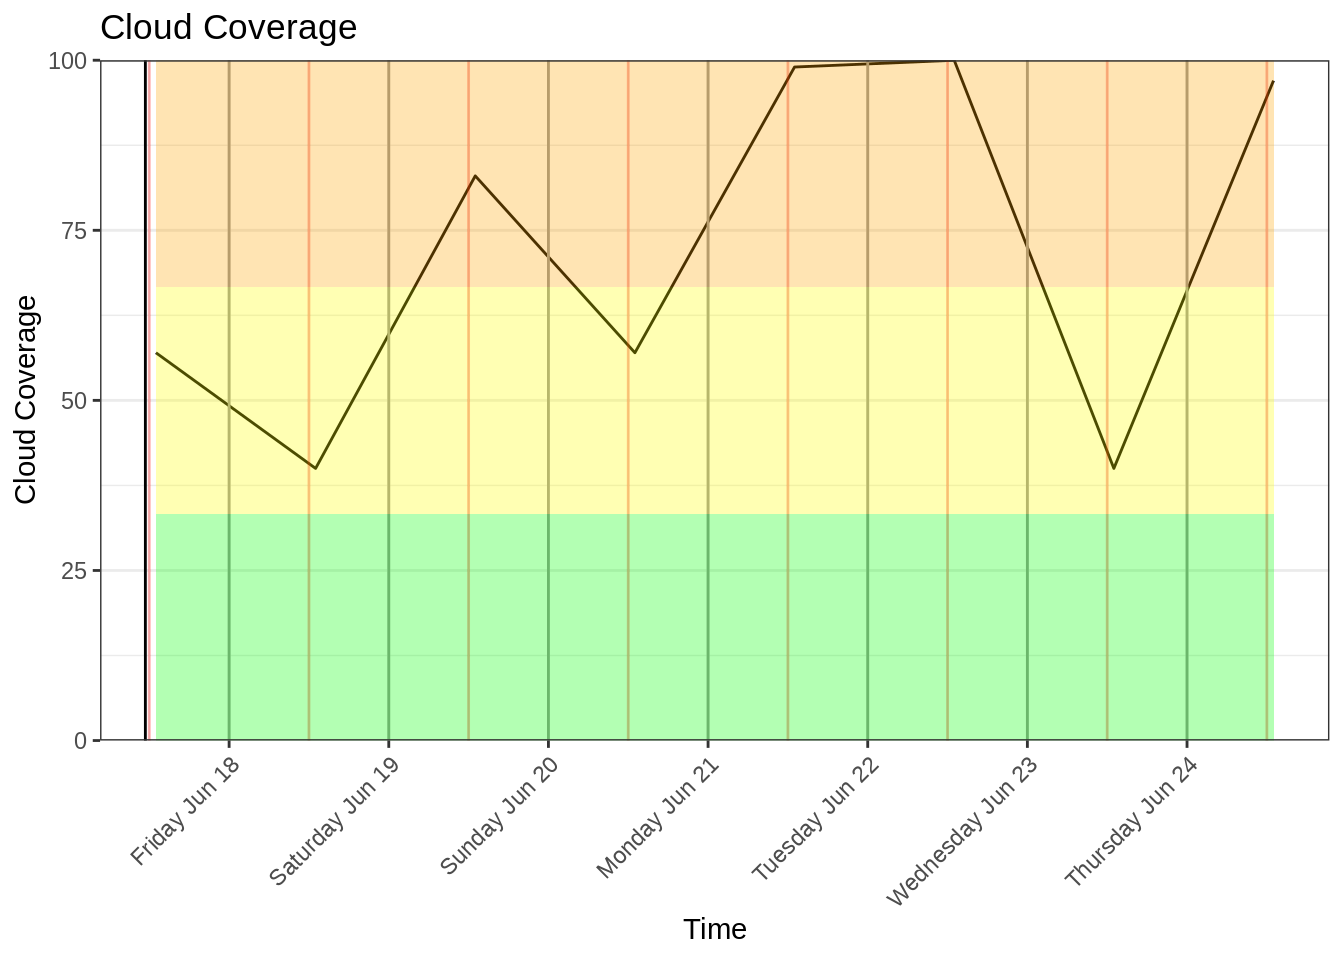 Cloud Coverage
Cloud Coverage
100
75
50
25
0
Friday Jun 18
Saturday Jun 19
Sunday Jun 20
Monday Jun 21
Tuesday Jun 22
Wednesday Jun 23
Thursday Jun 24
Time